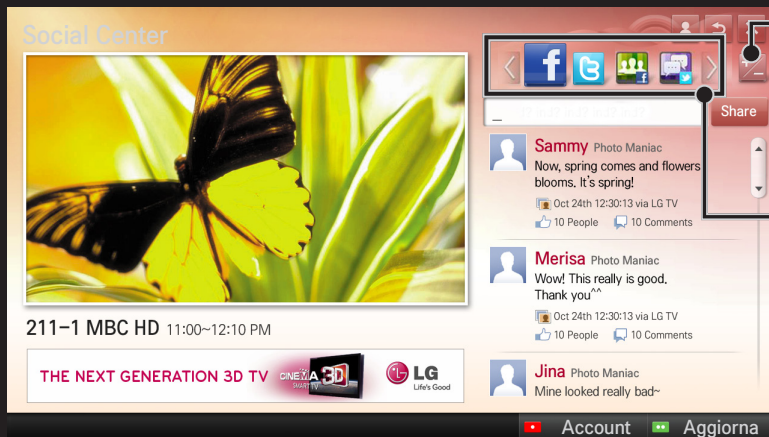 Social Center
Share
Sammy Photo Maniac
Now, spring comes and flowers
blooms. It's spring!
Oct 24th 12:30:13 via LG TV
10 People 10 Comments
Merisa Photo Maniac
Wow! This really is good.
Thank you^^
Oct 24th 12:30:13 via LG TV
10 People 10 Comments
Jina Photo Maniac
Mine looked really bad~
211-1 MBC HD 11:00~12:10 PM
THE NEXT GENERATION 3D TV CINEMA 3D SMART TV LG Life's Good
Account Aggiorna